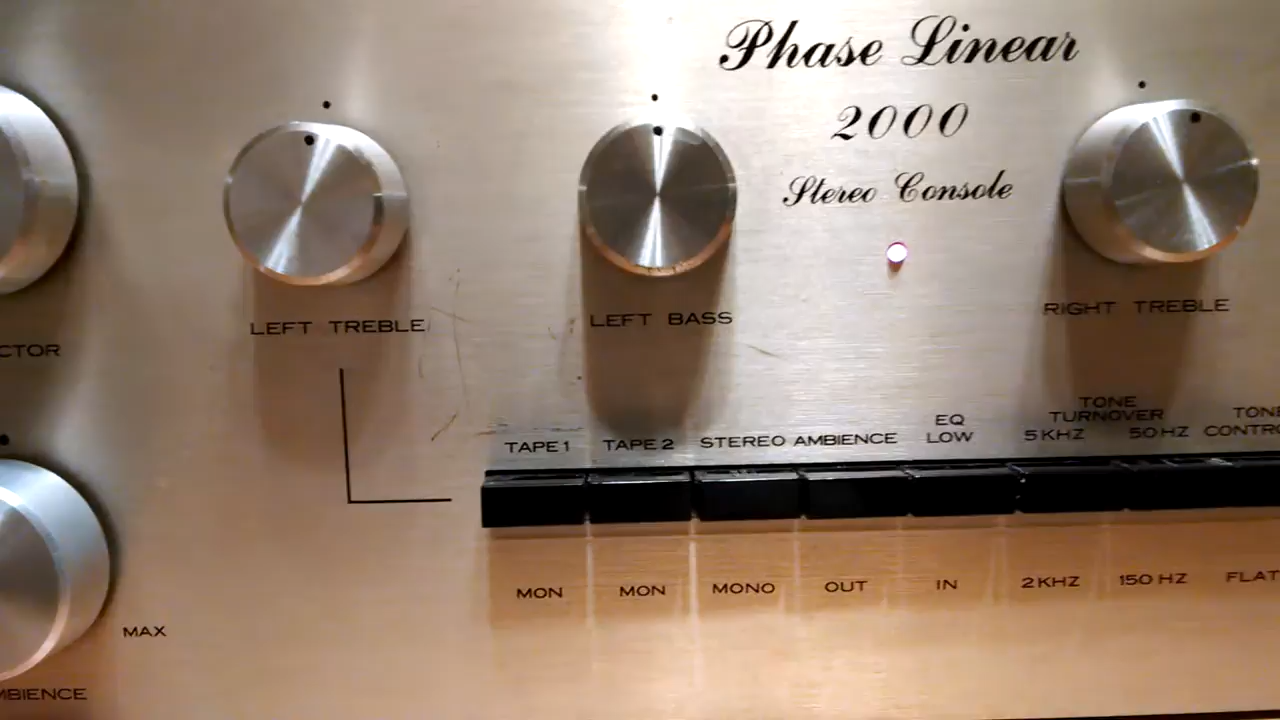 Phase Linear
2000
Stereo Console
LEFT TREBLE
LEFT BASS
RIGHT TREBLE
CTOR
TAPE 1
TAPE 2
STEREO
AMBIENCE
EQ
LOW
TONE
TURNOVER
5 KHZ
50 HZ
TONE
CONTRO
MON
MON
MONO
OUT
IN
2 KHZ
150 HZ
FLAT
MAX
MBIENCE